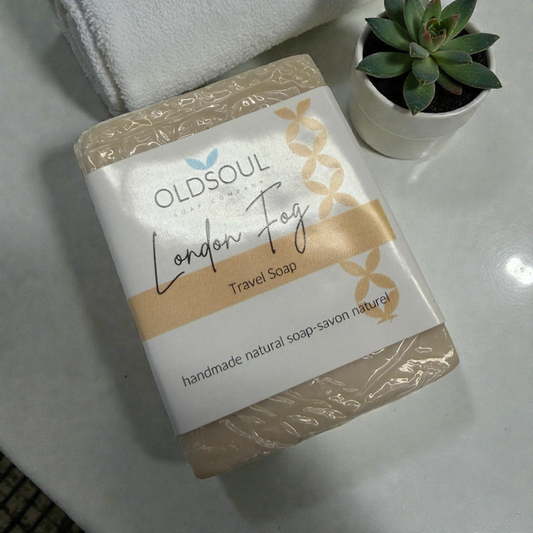 OLDSOUL
SOAP COMPANY
London Fog
Travel Soap
handmade natural soap-savon naturel